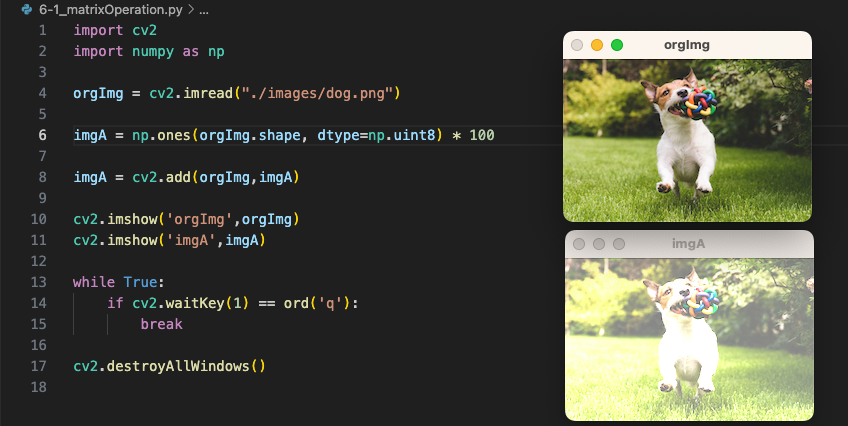 6-1_matrixOperation.py > ...
1 import cv2
2 import numpy as np
3
4 orgImg = cv2.imread("./images/dog.png")
5
6 imgA = np.ones(orgImg.shape, dtype=np.uint8) * 100
7
8 imgA = cv2.add(orgImg,imgA)
9
10 cv2.imshow('orgImg',orgImg)
11 cv2.imshow('imgA',imgA)
12
13 while True:
14     if cv2.waitKey(1) == ord('q'):
15         break
16
17 cv2.destroyAllWindows()
18
orgImg
imgA